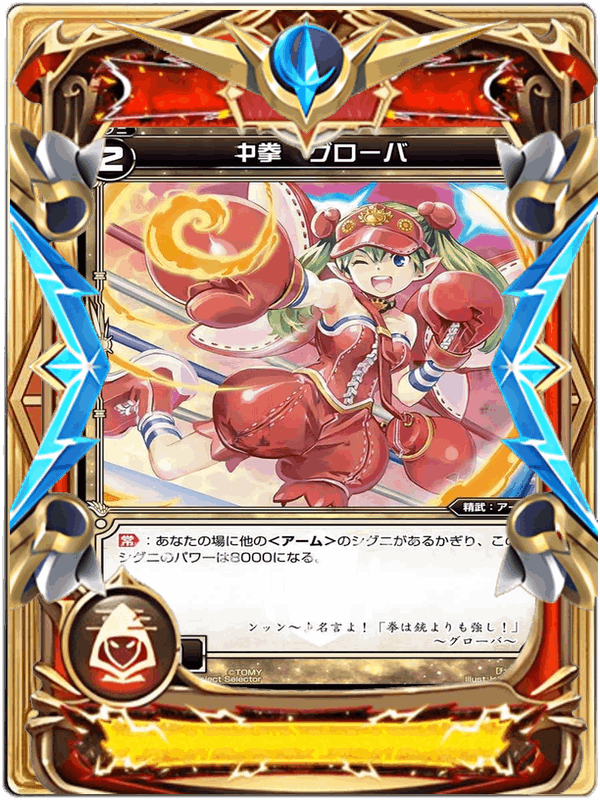 2
中拳 グローバ
精武：アー
常：あなたの場に他の<アーム>のシグニがあるかぎり、この
シグニのパワーは8000になる。
名言よ！「拳は銃よりも強し！」
～グローバ～
©TOMY
ject Selector
Illust